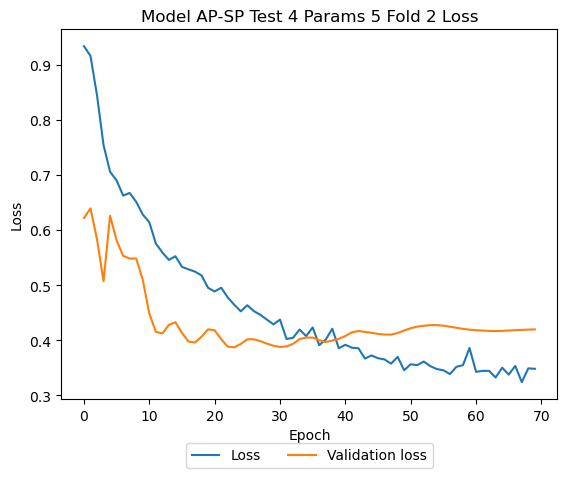 Model AP-SP Test 4 Params 5 Fold 2 Loss
0.9
0.8
0.7
0.6
0.5
0.4
0.3
Loss
0 10 20 30 40 50 60 70
Epoch
Loss Validation loss